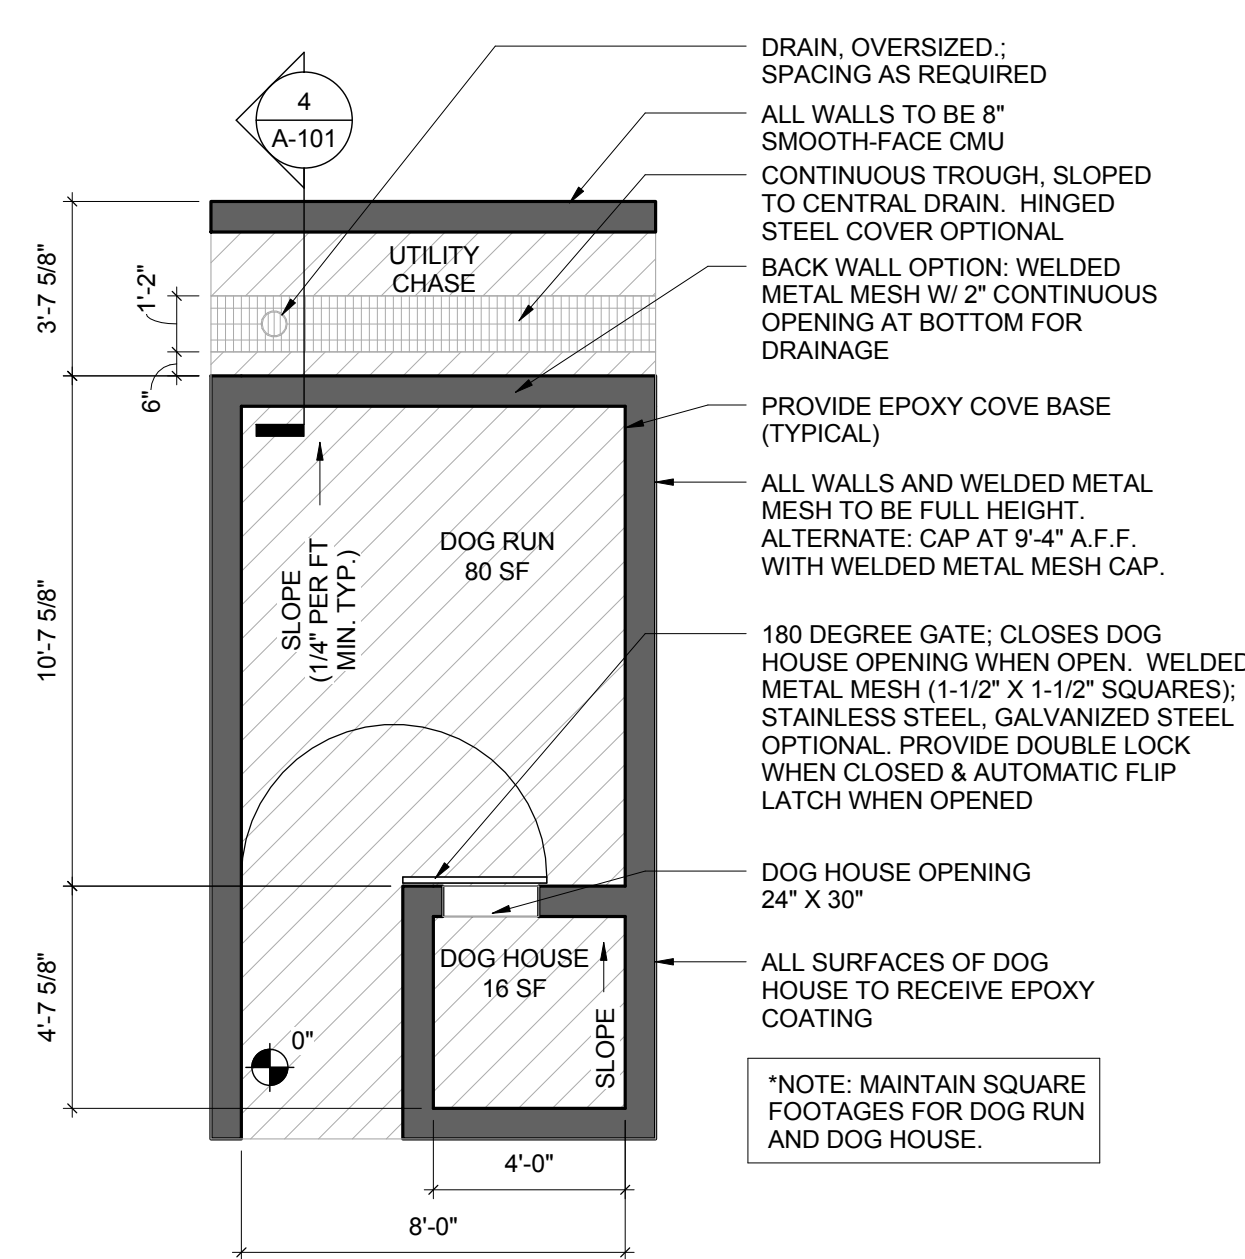 4
A-101
DRAIN, OVERSIZED.;
SPACING AS REQUIRED
ALL WALLS TO BE 8"
SMOOTH-FACE CMU
CONTINUOUS TROUGH, SLOPED
TO CENTRAL DRAIN. HINGED
STEEL COVER OPTIONAL
BACK WALL OPTION: WELDED
METAL MESH W/ 2" CONTINUOUS
OPENING AT BOTTOM FOR
DRAINAGE
PROVIDE EPOXY COVE BASE
(TYPICAL)
ALL WALLS AND WELDED METAL
MESH TO BE FULL HEIGHT.
ALTERNATE: CAP AT 9'-4" A.F.F.
WITH WELDED METAL MESH CAP.
180 DEGREE GATE; CLOSES DOG
HOUSE OPENING WHEN OPEN. WELDED
METAL MESH (1-1/2" X 1-1/2" SQUARES);
STAINLESS STEEL, GALVANIZED STEEL
OPTIONAL. PROVIDE DOUBLE LOCK
WHEN CLOSED & AUTOMATIC FLIP
LATCH WHEN OPENED
DOG HOUSE OPENING
24" X 30"
ALL SURFACES OF DOG
HOUSE TO RECEIVE EPOXY
COATING
*NOTE: MAINTAIN SQUARE
FOOTAGES FOR DOG RUN
AND DOG HOUSE.
UTILITY
CHASE
3'-7 5/8"
1'-2"
6"
10'-7 5/8"
SLOPE
(1/4" PER FT
MIN. TYP.)
DOG RUN
80 SF
4'-7 5/8"
0"
DOG HOUSE
16 SF
SLOPE
4'-0"
8'-0"